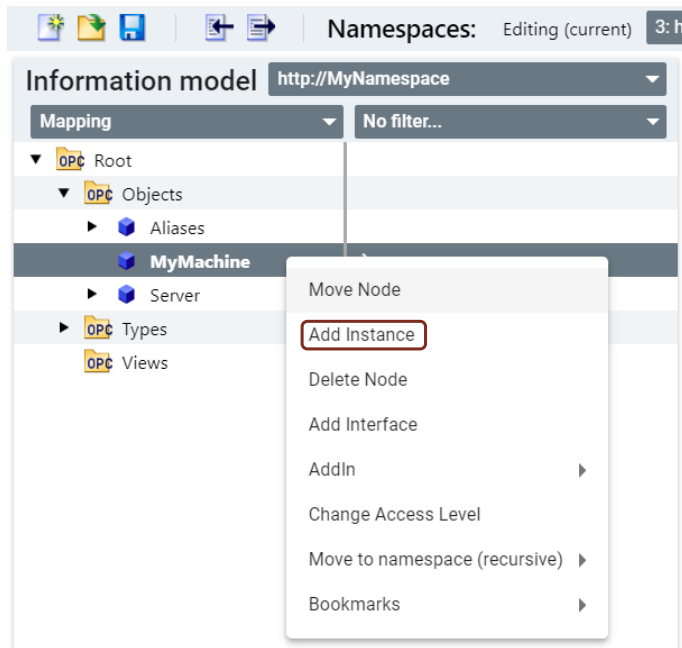 Namespaces: Editing (current) 3: h
Information model http://MyNamespace
Mapping No filter...
OPC Root
OPC Objects
Aliases
MyMachine
Server
OPC Types
OPC Views
Move Node
Add Instance
Delete Node
Add Interface
AddIn
Change Access Level
Move to namespace (recursive)
Bookmarks